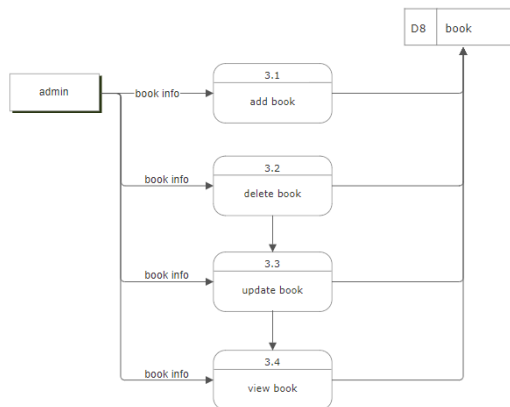 D8 book
3.1
admin
book info
add book
3.2
book info
delete book
3.3
book info
update book
3.4
book info
view book